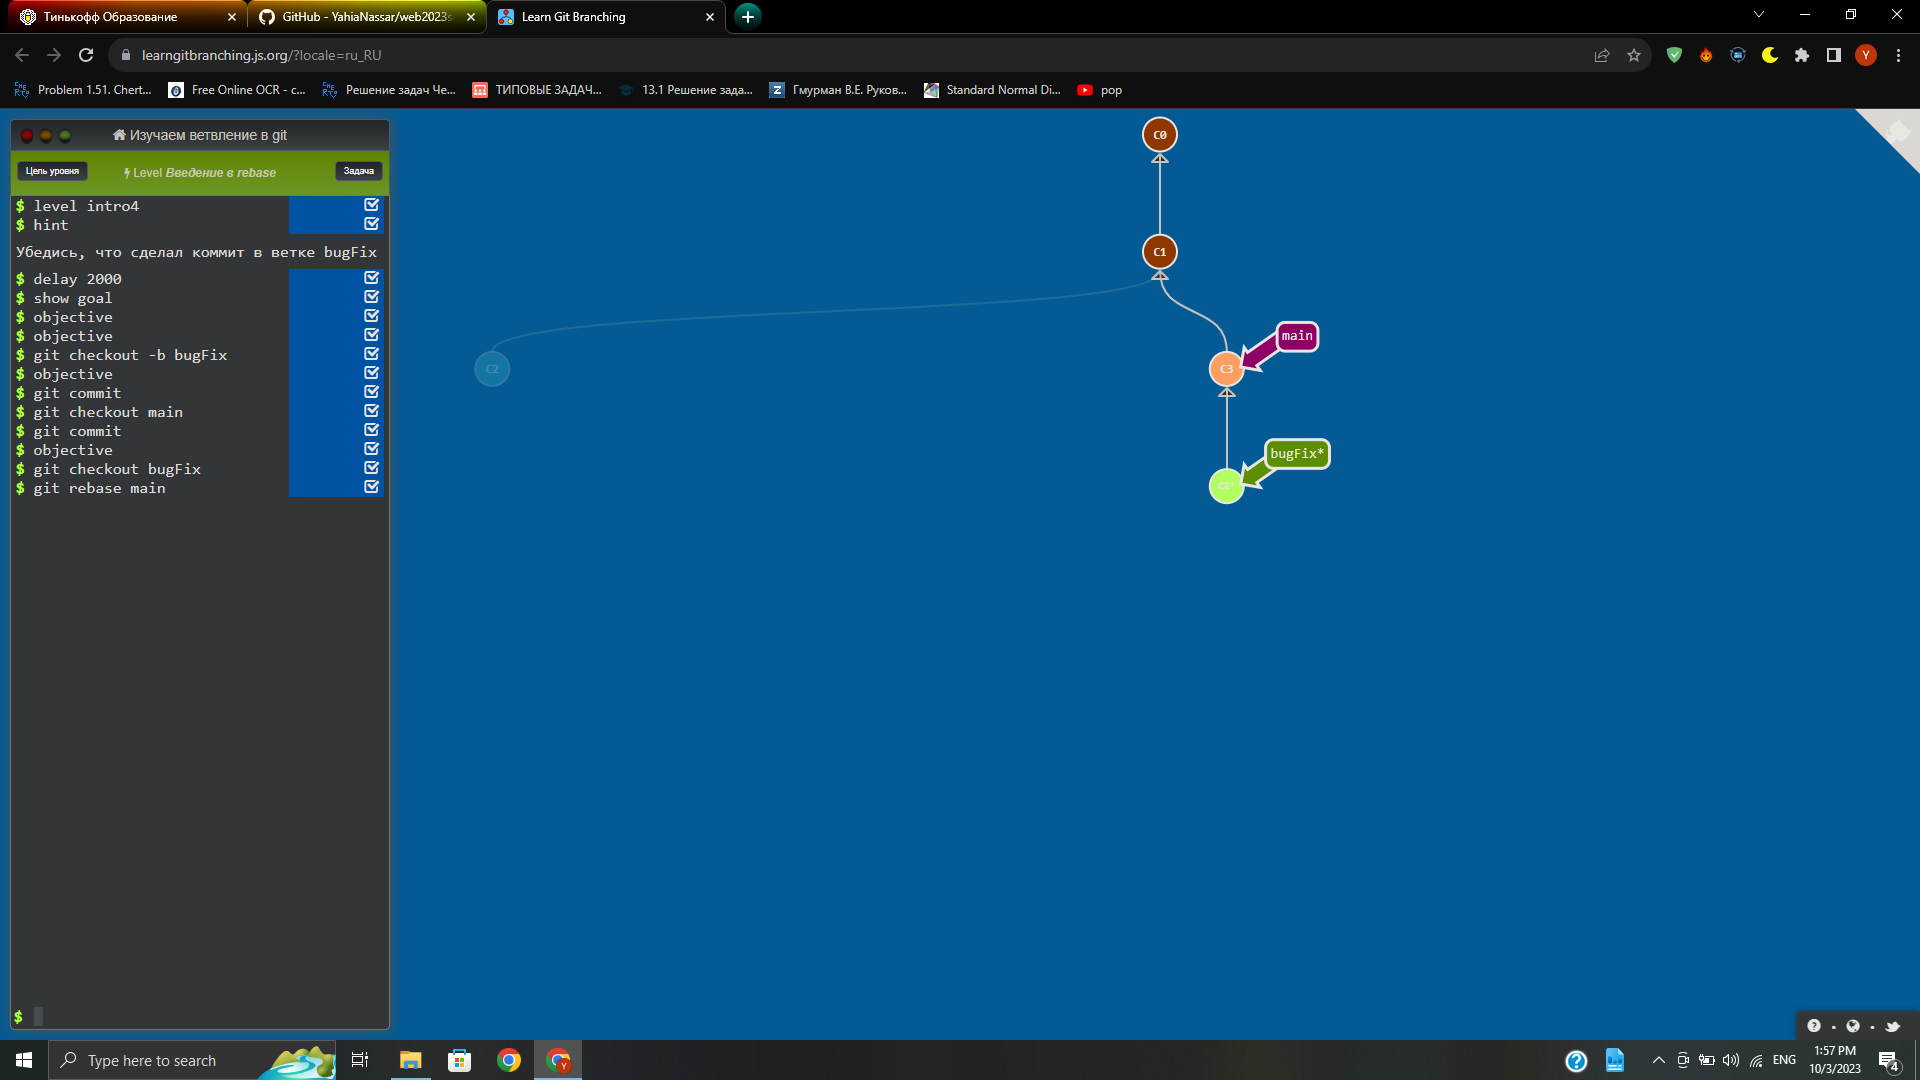 Тинькофф Образование
GitHub - YahiaNassar/web2023s
Learn Git Branching
learngitbranching.js.org/?locale=ru_RU
Y
Problem 1.51. Chert...
Free Online OCR - c...
Решение задач Че...
ТИПОВЫЕ ЗАДАЧ...
13.1 Решение зада...
Гмурман В.Е. Руков...
Standard Normal Di...
pop
Изучаем ветвление в git
Цель уровня
Level Введение в rebase
Задача
$ level intro4
$ hint
Убедись, что сделал коммит в ветке bugFix
$ delay 2000
$ show goal
$ objective
$ objective
$ git checkout -b bugFix
$ objective
$ git commit
$ git checkout main
$ git commit
$ objective
$ git checkout bugFix
$ git rebase main
$
C0
C1
C2
main
C3
bugFix*
C2'
Type here to search
ENG
1:57 PM
10/3/2023
4